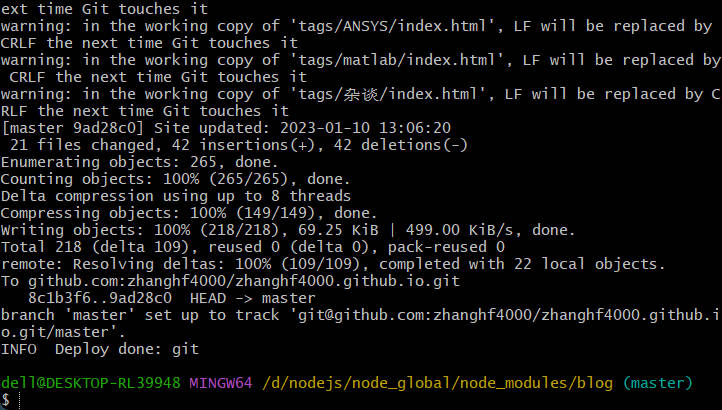 ext time Git touches it
warning: in the working copy of 'tags/ANSYS/index.html', LF will be replaced by
CRLF the next time Git touches it
warning: in the working copy of 'tags/matlab/index.html', LF will be replaced by
 CRLF the next time Git touches it
warning: in the working copy of 'tags/杂谈/index.html', LF will be replaced by C
RLF the next time Git touches it
[master 9ad28c0] Site updated: 2023-01-10 13:06:20
 21 files changed, 42 insertions(+), 42 deletions(-)
Enumerating objects: 265, done.
Counting objects: 100% (265/265), done.
Delta compression using up to 8 threads
Compressing objects: 100% (149/149), done.
Writing objects: 100% (218/218), 69.25 KiB | 499.00 KiB/s, done.
Total 218 (delta 109), reused 0 (delta 0), pack-reused 0
remote: Resolving deltas: 100% (109/109), completed with 22 local objects.
To github.com:zhanghf4000/zhanghf4000.github.io.git
   8c1b3f6..9ad28c0  HEAD -> master
branch 'master' set up to track 'git@github.com:zhanghf4000/zhanghf4000.github.i
o.git/master'.
INFO  Deploy done: git
dell@DESKTOP-RL39948 MINGW64 /d/nodejs/node_global/node_modules/blog (master)
$